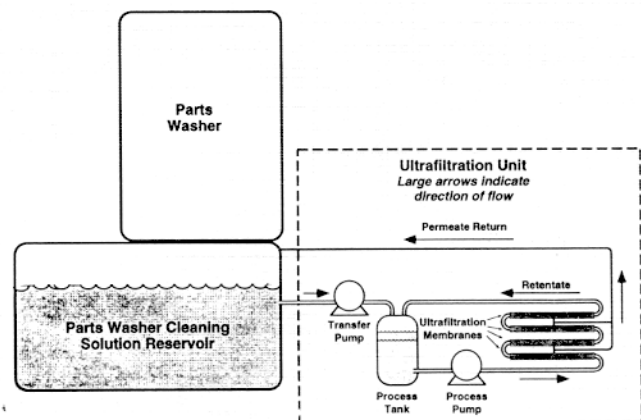 Parts
Washer
Ultrafiltration Unit
Large arrows indicate
direction of flow
Permeate Return
Retentate
Parts Washer Cleaning
Solution Reservoir
Transfer
Pump
Ultrafiltration
Membranes
Process
Tank
Process
Pump